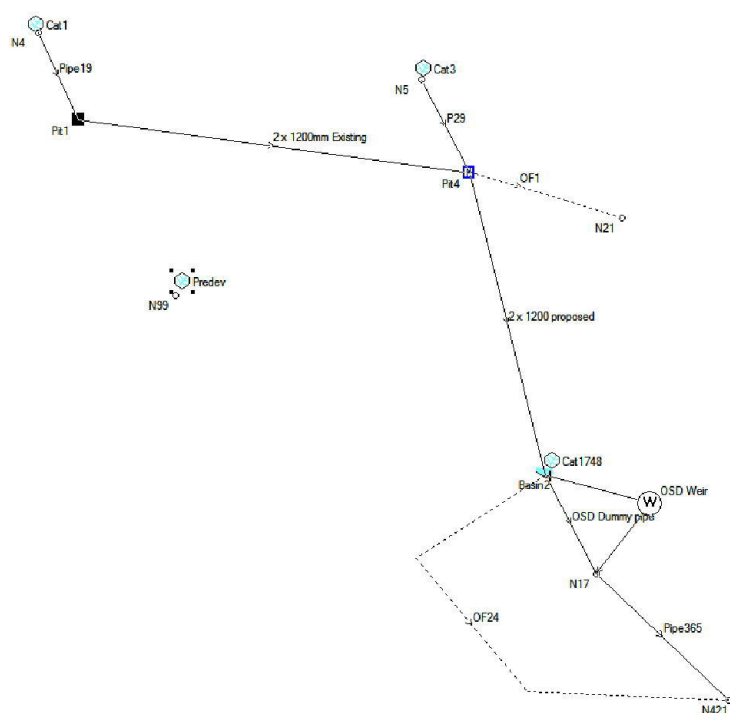 Cat1
N4
Pipe19
Pit1
2 x 1200mm Existing
Cat3
N5
P29
Pit4
OF1
N21
Predev
N99
2 x 1200 proposed
Cat1748
Basin2
OSD Weir
W
OSD Dummy pipe
N17
OF24
Pipe365
N421